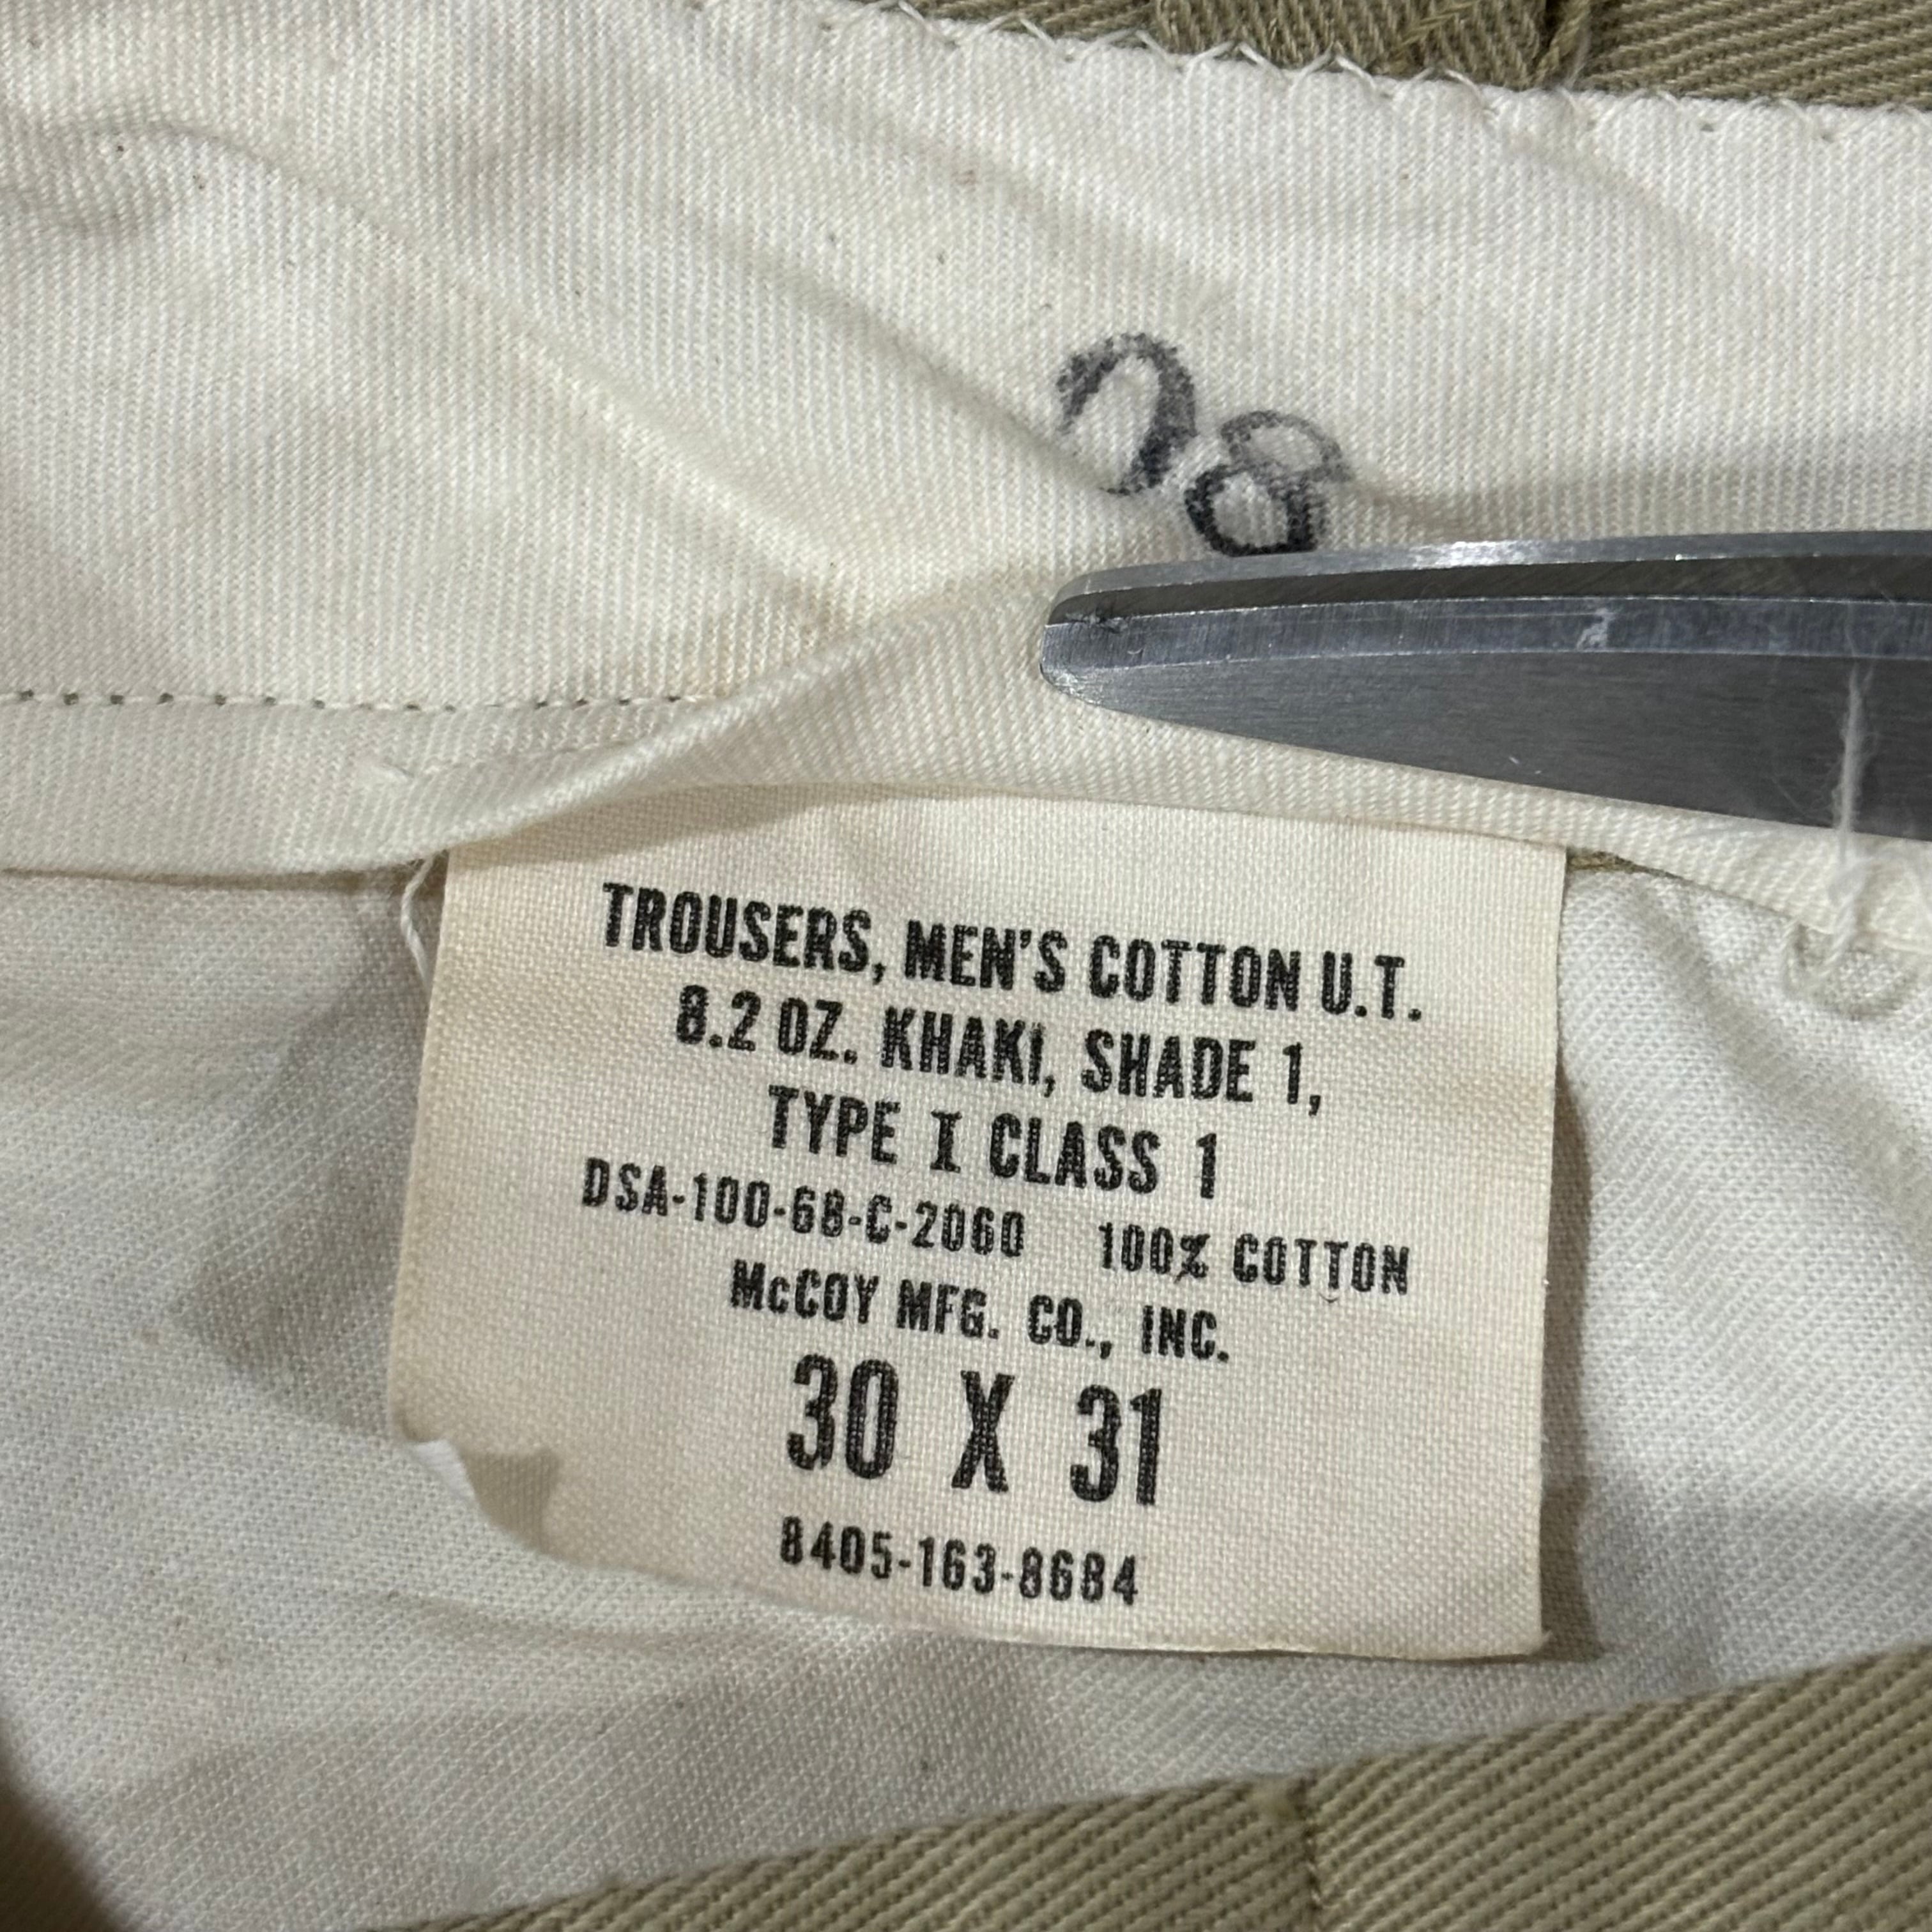 08
TROUSERS, MEN'S COTTON U.T.
8.2 OZ. KHAKI, SHADE 1,
TYPE I CLASS 1
DSA-100-68-C-2060 100% COTTON
McCOY MFG. CO., INC.
30 X 31
8405-163-8684